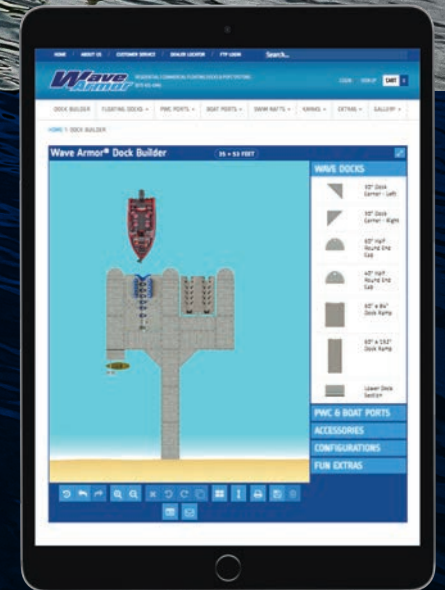 HOME / ABOUT US / CUSTOMER SERVICE / DEALER LOCATOR / FTP LOGIN Search...
Wave Armor
LOGIN SIGN UP CART
DOCK BUILDER FLOATING DOCKS PWC PORTS BOAT PORTS SWIM RAFTS KAYAKS EXTRAS GALLERY
HOME \ DOCK BUILDER
Wave Armor® Dock Builder 35 × 53 FEET
WAVE DOCKS
30" Dock
Corner - Left
30" Dock
Corner - Right
60" Half
Round End
Cap
40" Half
Round End
Cap
60" x 84"
Dock Ramp
60" x 152"
Dock Ramp
Lower Dock
Section
PWC & BOAT PORTS
ACCESSORIES
CONFIGURATIONS
FUN EXTRAS